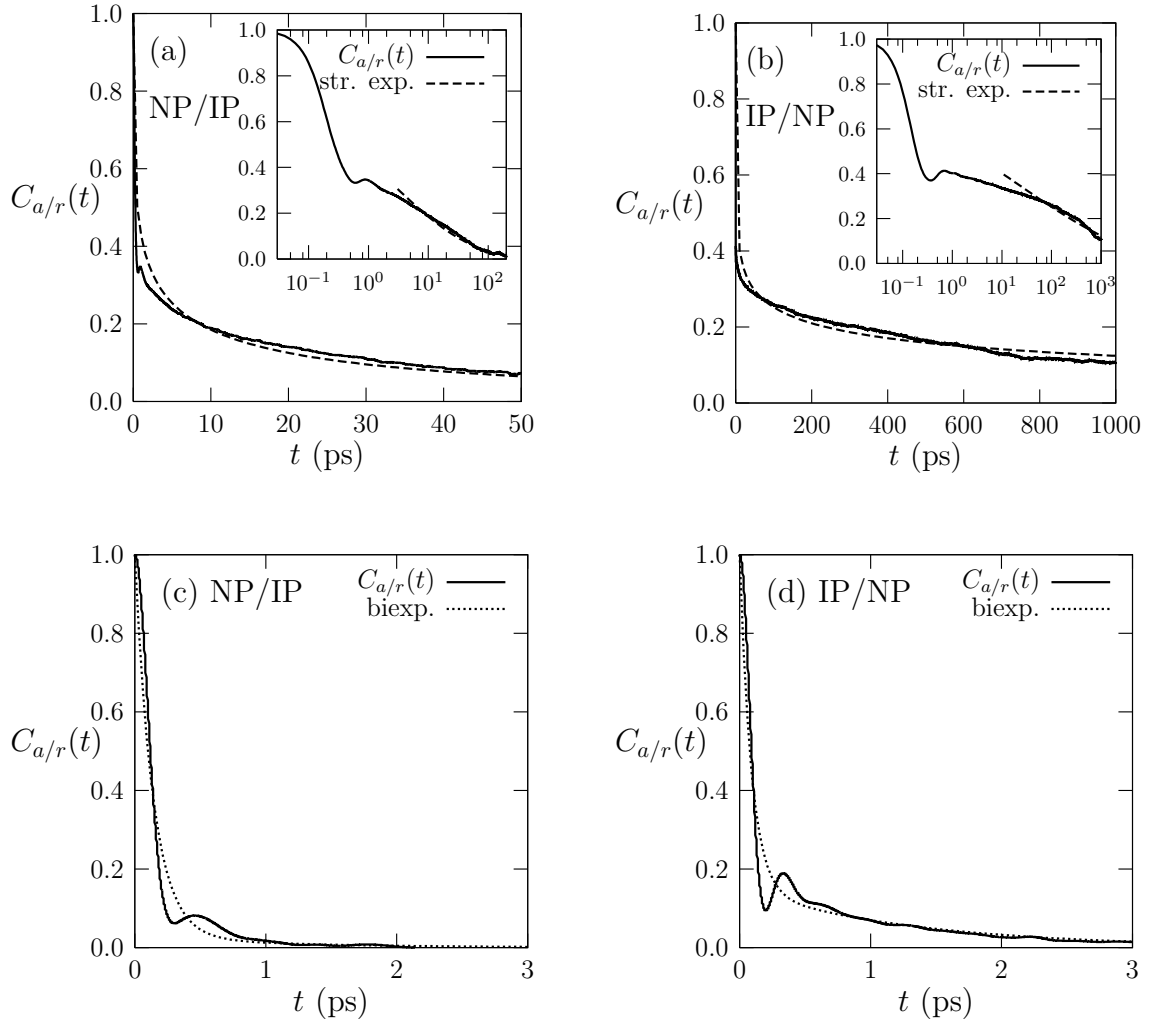 (a)
NP/IP
C_{a/r}(t)
str. exp.
1.0
0.8
0.6
0.4
0.2
0.0
10^{-1} 10^{0} 10^{1} 10^{2}
1.0
0.8
0.6
0.4
0.2
0.0
C_{a/r}(t)
0 10 20 30 40 50
t (ps)
(b)
IP/NP
C_{a/r}(t)
str. exp.
1.0
0.8
0.6
0.4
0.2
0.0
10^{-1} 10^{0} 10^{1} 10^{2} 10^{3}
1.0
0.8
0.6
0.4
0.2
0.0
C_{a/r}(t)
0 200 400 600 800 1000
t (ps)
(c) NP/IP
C_{a/r}(t)
biexp.
1.0
0.8
0.6
0.4
0.2
0.0
C_{a/r}(t)
0 1 2 3
t (ps)
(d) IP/NP
C_{a/r}(t)
biexp.
1.0
0.8
0.6
0.4
0.2
0.0
C_{a/r}(t)
0 1 2 3
t (ps)